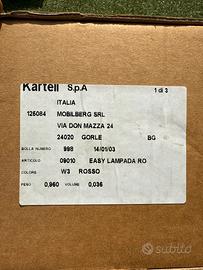 Kartell S.p.A
1 di 3
ITALIA
126084 MOBILBERG SRL
VIA DON MAZZA 24
24020 GORLE BG
BOLLA NUMERO 998 14/01/03
ARTICOLO 09010 EASY LAMPADA RO
COLORE W3 ROSSO
PESO 0,960 VOLUME 0,036
subito